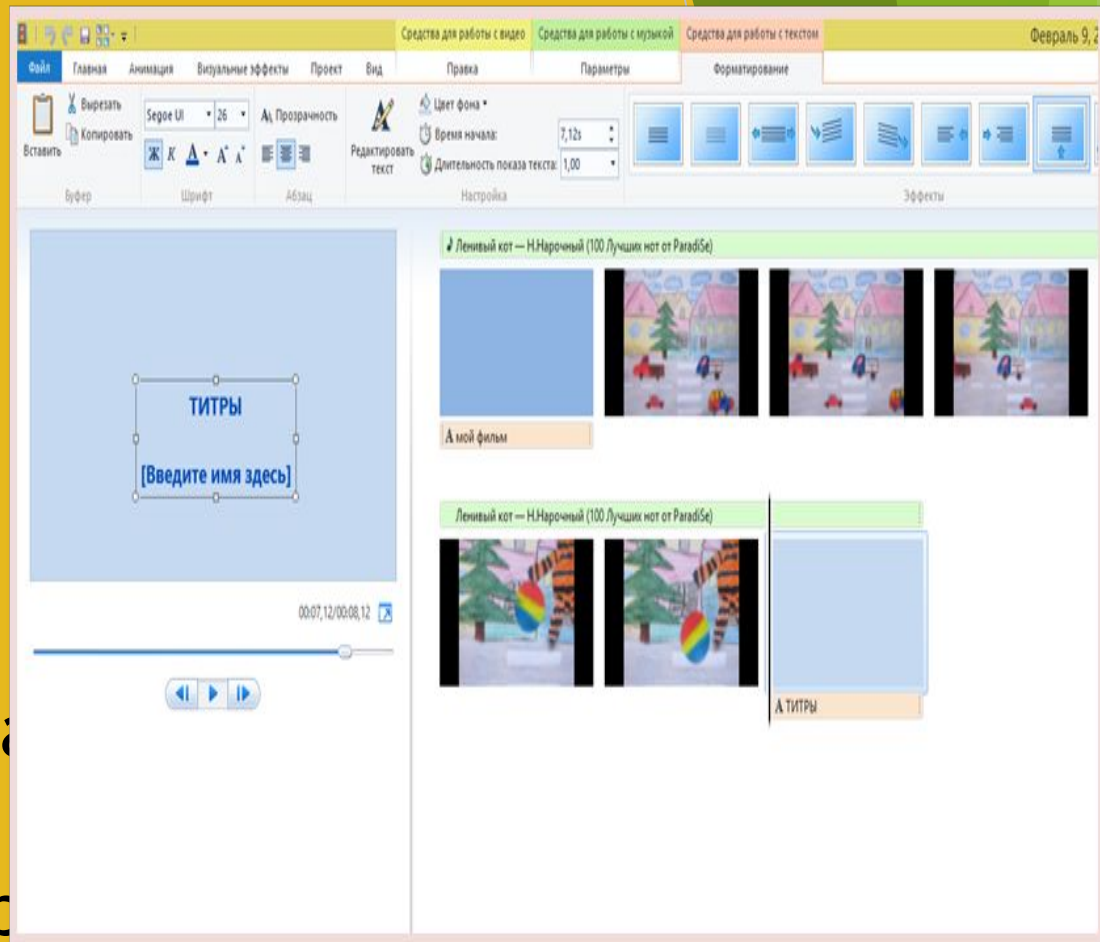 Средства для работы с видео Средства для работы с музыкой Средства для работы с текстом Февраль 9, 2
Файл Главная Анимация Визуальные эффекты Проект Вид Правка Параметры Форматирование
Вставить
Вырезать
Копировать
Буфер
Segoe UI 26
Ж К А А А
Шрифт
Прозрачность
Абзац
Редактировать текст
Цвет фона
Время начала: 7,12s
Длительность показа текста: 1,00
Настройка
Эффекты
ТИТРЫ
[Введите имя здесь]
00:07,12/00:08,12
Ленивый кот — Н.Нарочный (100 Лучших нот от ParadiSe)
А мой фильм
Ленивый кот — Н.Нарочный (100 Лучших нот от ParadiSe)
А ТИТРЫ